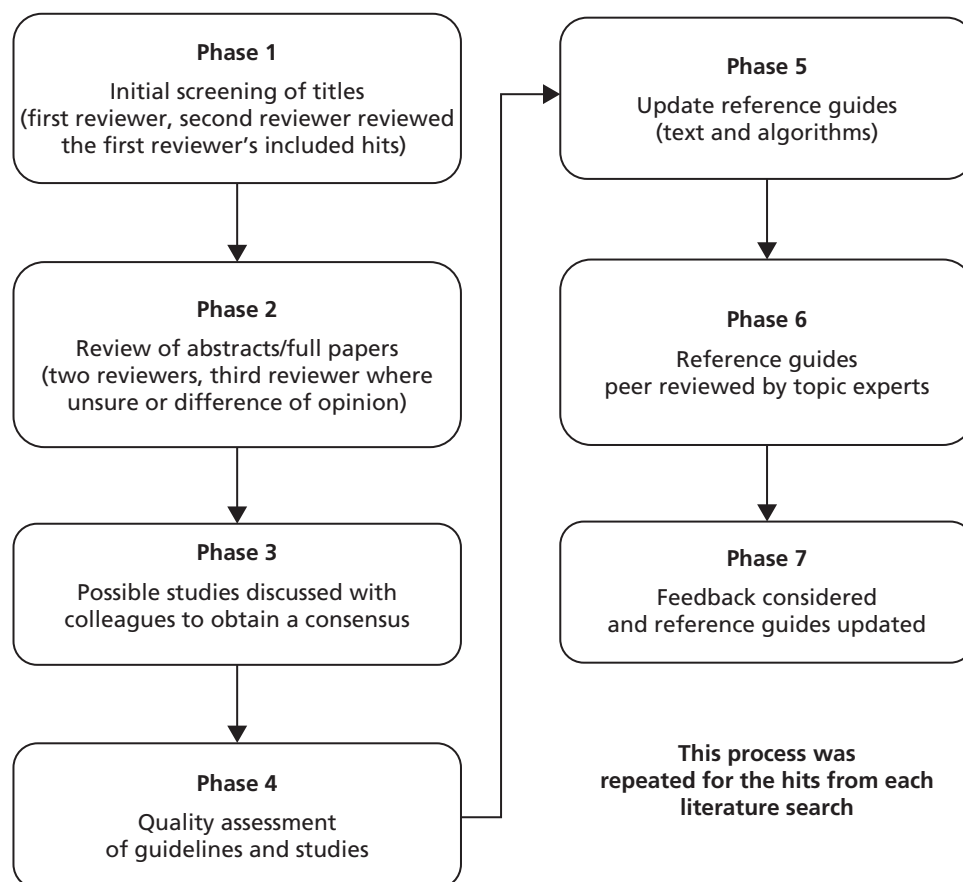 Phase 1
Initial screening of titles
(first reviewer, second reviewer reviewed
the first reviewer's included hits)
Phase 2
Review of abstracts/full papers
(two reviewers, third reviewer where
unsure or difference of opinion)
Phase 3
Possible studies discussed with
colleagues to obtain a consensus
Phase 4
Quality assessment
of guidelines and studies
Phase 5
Update reference guides
(text and algorithms)
Phase 6
Reference guides
peer reviewed by topic experts
Phase 7
Feedback considered
and reference guides updated
This process was
repeated for the hits from each
literature search